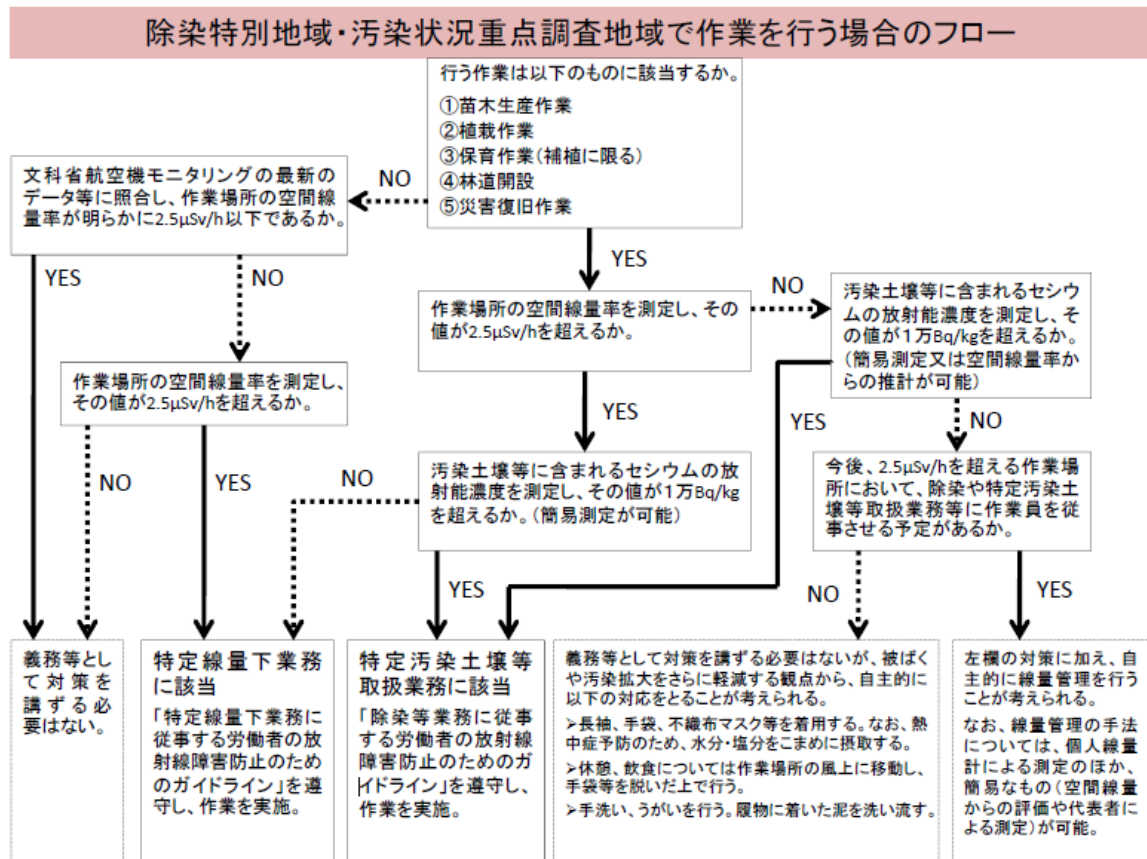 除染特別地域・汚染状況重点調査地域で作業を行う場合のフロー
行う作業は以下のものに該当するか。
①苗木生産作業
②植栽作業
③保育作業(補植に限る)
④林道開設
⑤災害復旧作業
NO
文科省航空機モニタリングの最新の
データ等に照合し、作業場所の空間線
量率が明らかに2.5μSv/h以下であるか。
YES
NO
YES
作業場所の空間線量率を測定し、その
値が2.5μSv/hを超えるか。
NO
汚染土壌等に含まれるセシウ
ムの放射能濃度を測定し、そ
の値が1万Bq/kgを超えるか。
(簡易測定又は空間線量率か
らの推計が可能)
作業場所の空間線量率を測定し、
その値が2.5μSv/hを超えるか。
NO
YES
YES
YES
NO
汚染土壌等に含まれるセシウムの放
射能濃度を測定し、その値が1万Bq/kg
を超えるか。(簡易測定が可能)
NO
今後、2.5μSv/hを超える作業場
所において、除染や特定汚染土
壌等取扱業務等に作業員を従
事させる予定があるか。
YES
NO
YES
義務等とし
て対策を
講ずる必
要はない。
特定線量下業務
に該当
「特定線量下業務に
従事する労働者の放
射線障害防止のため
のガイドライン」を遵
守し、作業を実施。
特定汚染土壌等
取扱業務に該当
「除染等業務に従事
する労働者の放射線
障害防止のためのガ
イドライン」を遵守し、
作業を実施。
義務等として対策を講ずる必要はないが、被ばく
や汚染拡大をさらに軽減する観点から、自主的に
以下の対応をとることが考えられる。
➢長袖、手袋、不織布マスク等を着用する。なお、熱
中症予防のため、水分・塩分をこまめに摂取する。
➢休憩、飲食については作業場所の風上に移動し、
手袋等を脱いだ上で行う。
➢手洗い、うがいを行う。履物に着いた泥を洗い流す。
左欄の対策に加え、自
主的に線量管理を行う
ことが考えられる。
なお、線量管理の手法
については、個人線量
計による測定のほか、
簡易なもの(空間線量
からの評価や代表者に
よる測定)が可能。